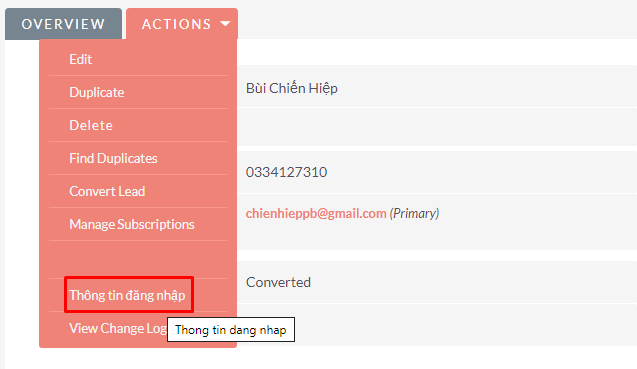 OVERVIEW
ACTIONS
Edit
Duplicate
Delete
Find Duplicates
Convert Lead
Manage Subscriptions
Thông tin đăng nhập
View Change Log
Thong tin dang nhap
Bùi Chiến Hiệp
0334127310
chienhieppb@gmail.com (Primary)
Converted